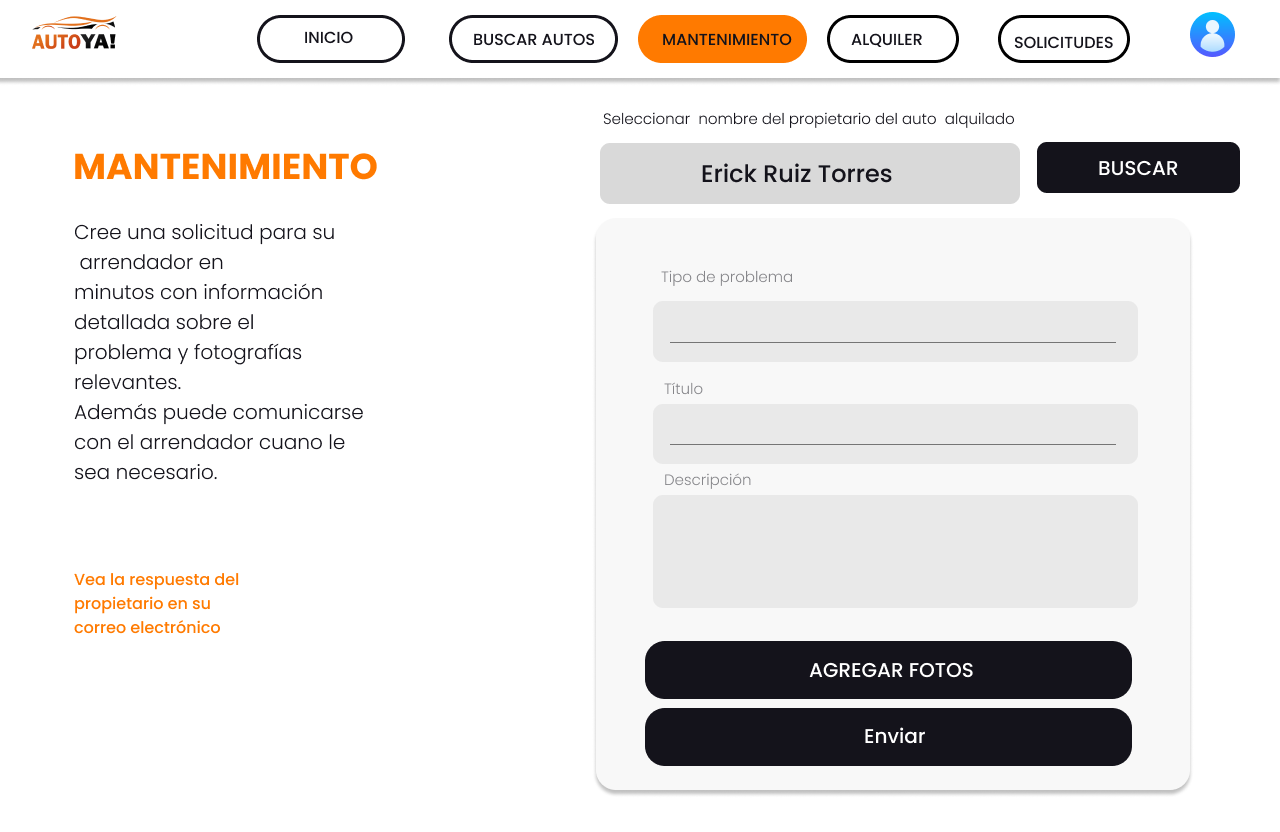 AUTOYA!
INICIO
BUSCAR AUTOS
MANTENIMIENTO
ALQUILER
SOLICITUDES
Seleccionar nombre del propietario del auto alquilado
Erick Ruiz Torres
BUSCAR
MANTENIMIENTO
Cree una solicitud para su
arrendador en
minutos con información
detallada sobre el
problema y fotografías
relevantes.
Además puede comunicarse
con el arrendador cuano le
sea necesario.
Vea la respuesta del
propietario en su
correo electrónico
Tipo de problema
Título
Descripción
AGREGAR FOTOS
Enviar